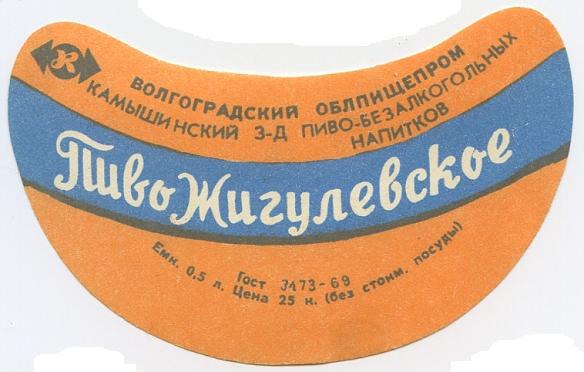 ВОЛГОГРАДСКИЙ ОБЛПИЩЕПРОМ
КАМЫШИНСКИЙ З-Д ПИВО-БЕЗАЛКОГОЛЬНЫХ
НАПИТКОВ
Пиво Жигулевское
Гост 3473-69
Емк. 0,5 л. Цена 25 к. (без стоим. посуды)